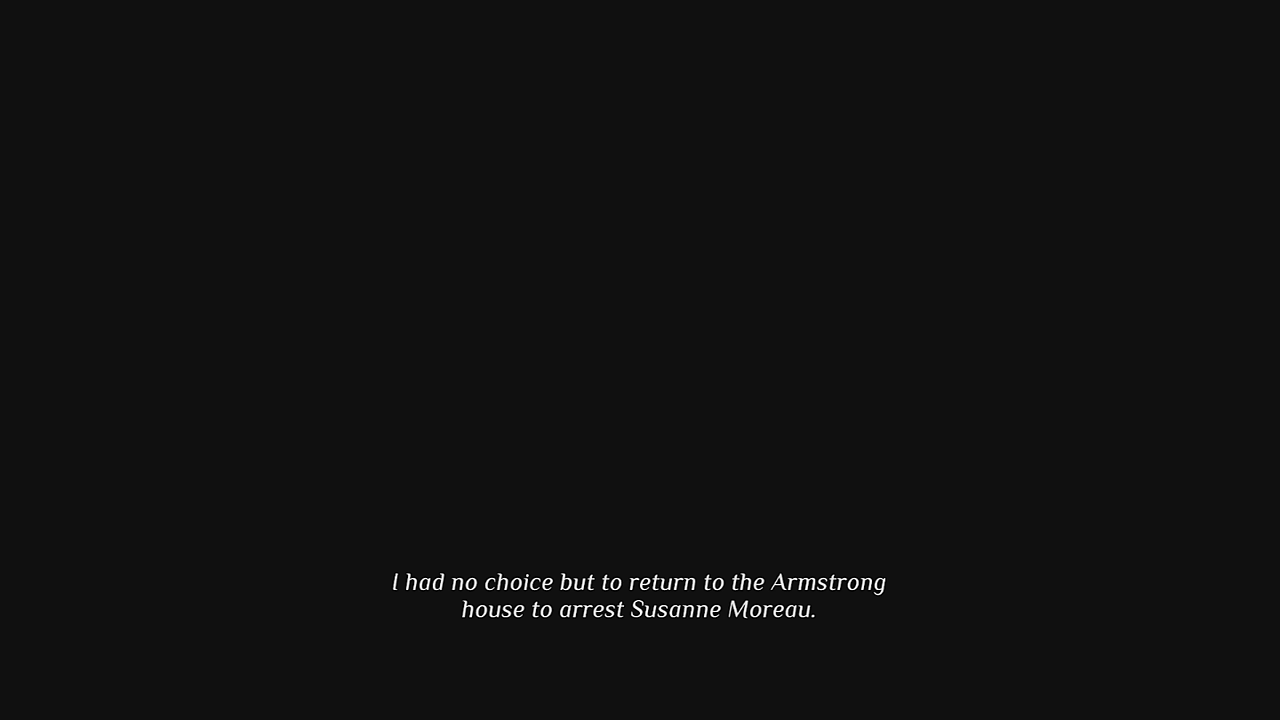 I had no choice but to return to the Armstrong
house to arrest Susanne Moreau.